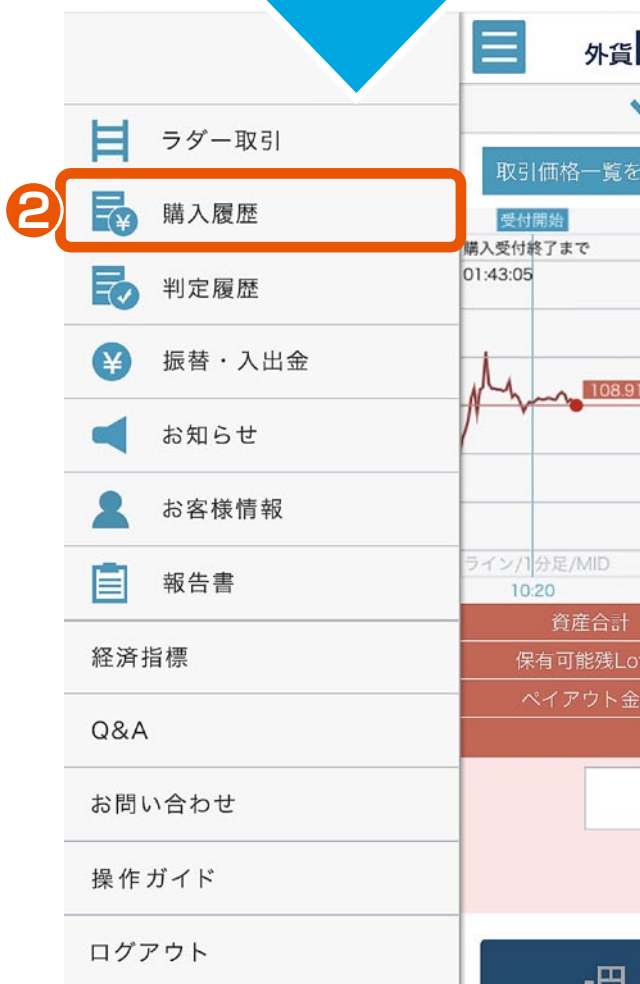 外貨
ラダー取引
取引価格一覧を
2
購入履歴
受付開始
購入受付終了まで
01:43:05
判定履歴
振替・入出金
108.91
お知らせ
お客様情報
ライン/1分足/MID
10:20
報告書
資産合計
保有可能残Lo
ペイアウト金
経済指標
Q&A
お問い合わせ
操作ガイド
ログアウト
円